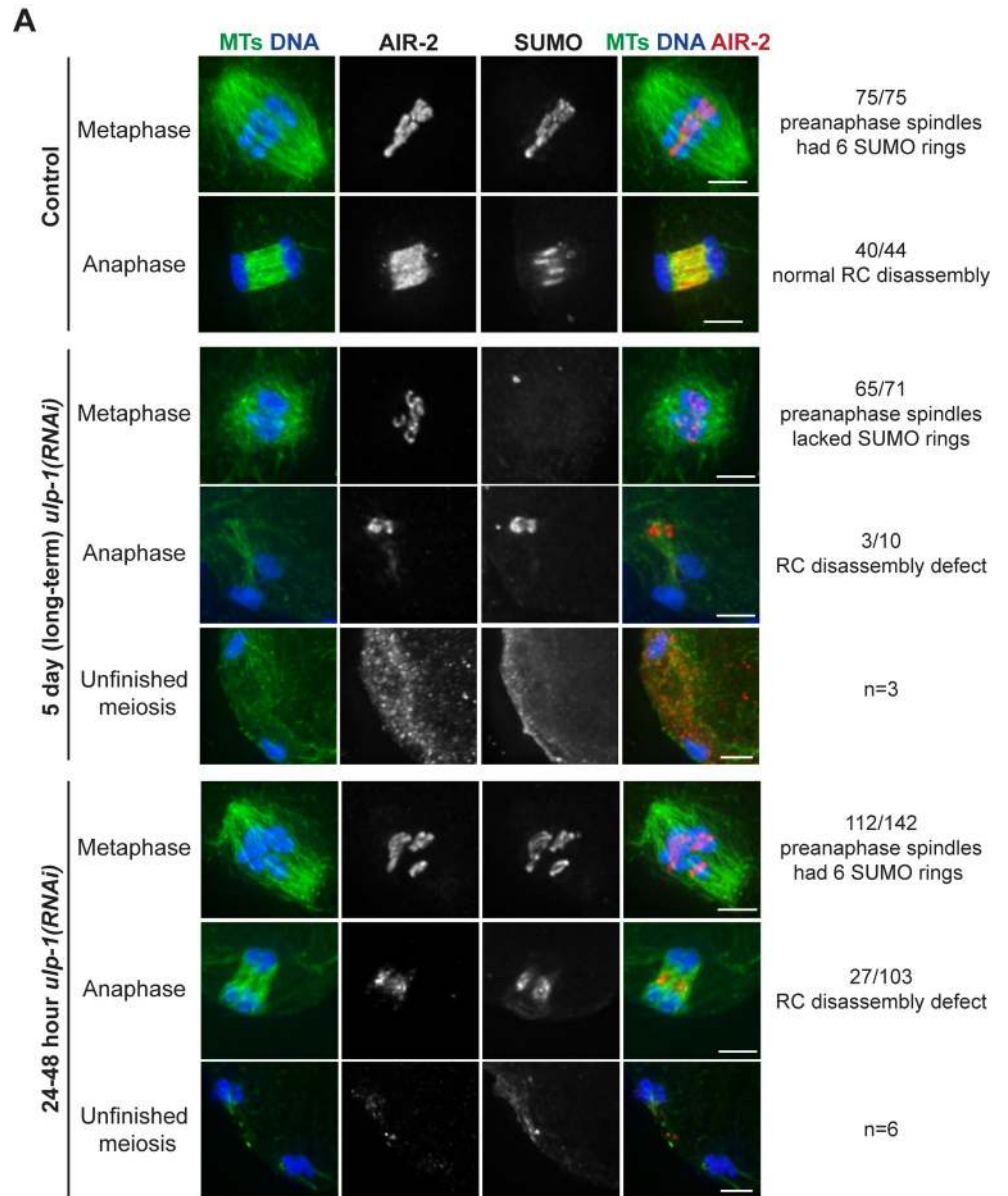 A
MTs DNA AIR-2 SUMO MTs DNA AIR-2
Control
Metaphase
75/75
preanaphase spindles
had 6 SUMO rings
Anaphase
40/44
normal RC disassembly
5 day (long-term) ulp-1(RNAi)
Metaphase
65/71
preanaphase spindles
lacked SUMO rings
Anaphase
3/10
RC disassembly defect
Unfinished
meiosis
n=3
24-48 hour ulp-1(RNAi)
Metaphase
112/142
preanaphase spindles
had 6 SUMO rings
Anaphase
27/103
RC disassembly defect
Unfinished
meiosis
n=6